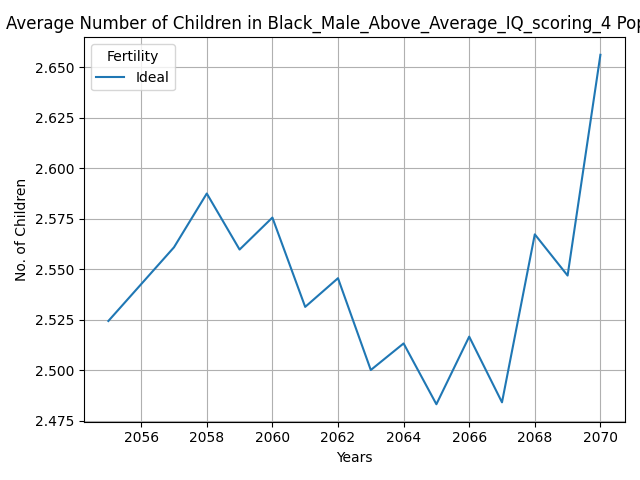 Average Number of Children in Black_Male_Above_Average_IQ_scoring_4 Pop
Fertility
Ideal
2.650
2.625
2.600
2.575
2.550
2.525
2.500
2.475
No. of Children
2056 2058 2060 2062 2064 2066 2068 2070
Years